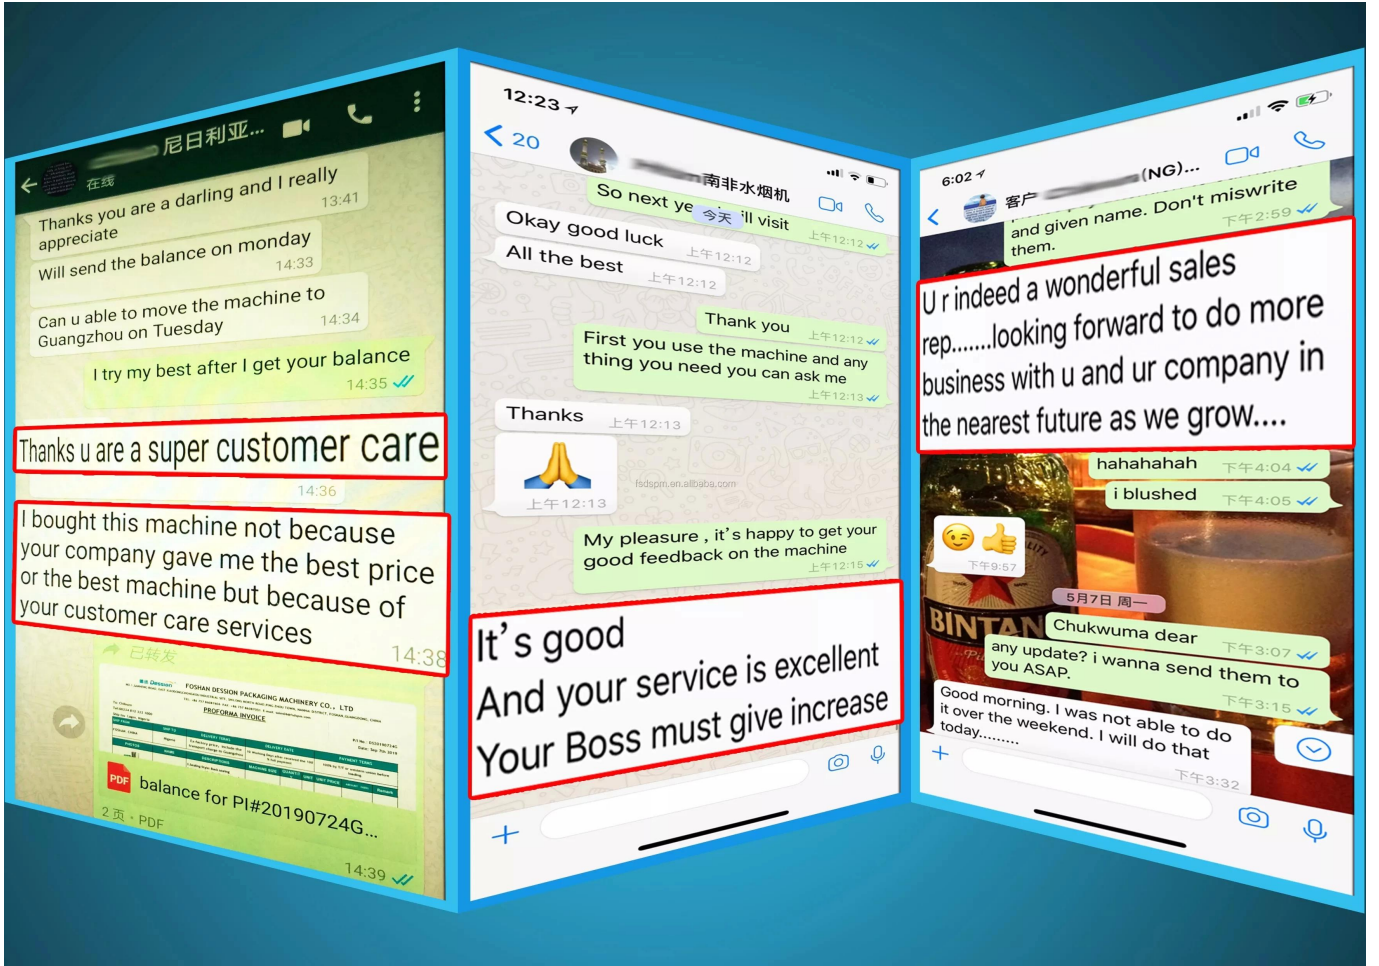 尼日利亚...
在线
Thanks you are a darling and I really
appreciate
13:41
Will send the balance on monday
14:33
Can u able to move the machine to
Guangzhou on Tuesday
14:34
I try my best after I get your balance
14:35
Thanks u are a super customer care
14:36
I bought this machine not because
your company gave me the best price
or the best machine but because of
your customer care services
14:38
已转发
Dession
FOSHAN DESSION PACKAGING MACHINERY CO., LTD
PROFORMA INVOICE
balance for PI#20190724G...
PDF
2 页 · PDF
14:39
12:23
20
南非水烟机
So next ye
ill visit
上午12:12
今天
Okay good luck
上午12:12
All the best
上午12:12
Thank you
上午12:12
First you use the machine and any
thing you need you can ask me
上午12:13
Thanks
上午12:13
🙏
上午12:13
fsdspm.en.alibaba.com
My pleasure , it's happy to get your
good feedback on the machine
上午12:15
It's good
And your service is excellent
Your Boss must give increase
6:02
客户
(NG)...
and given name. Don't miswrite
them.
下午2:59
U r indeed a wonderful sales
rep.......looking forward to do more
business with u and ur company in
the nearest future as we grow....
hahahahah
下午4:04
i blushed
下午4:05
😉👍
下午9:57
BINTAN
5月7日 周一
Chukwuma dear
下午3:07
any update? i wanna send them to
you ASAP.
下午3:15
Good morning. I was not able to do
it over the weekend. I will do that
today.........
下午3:32